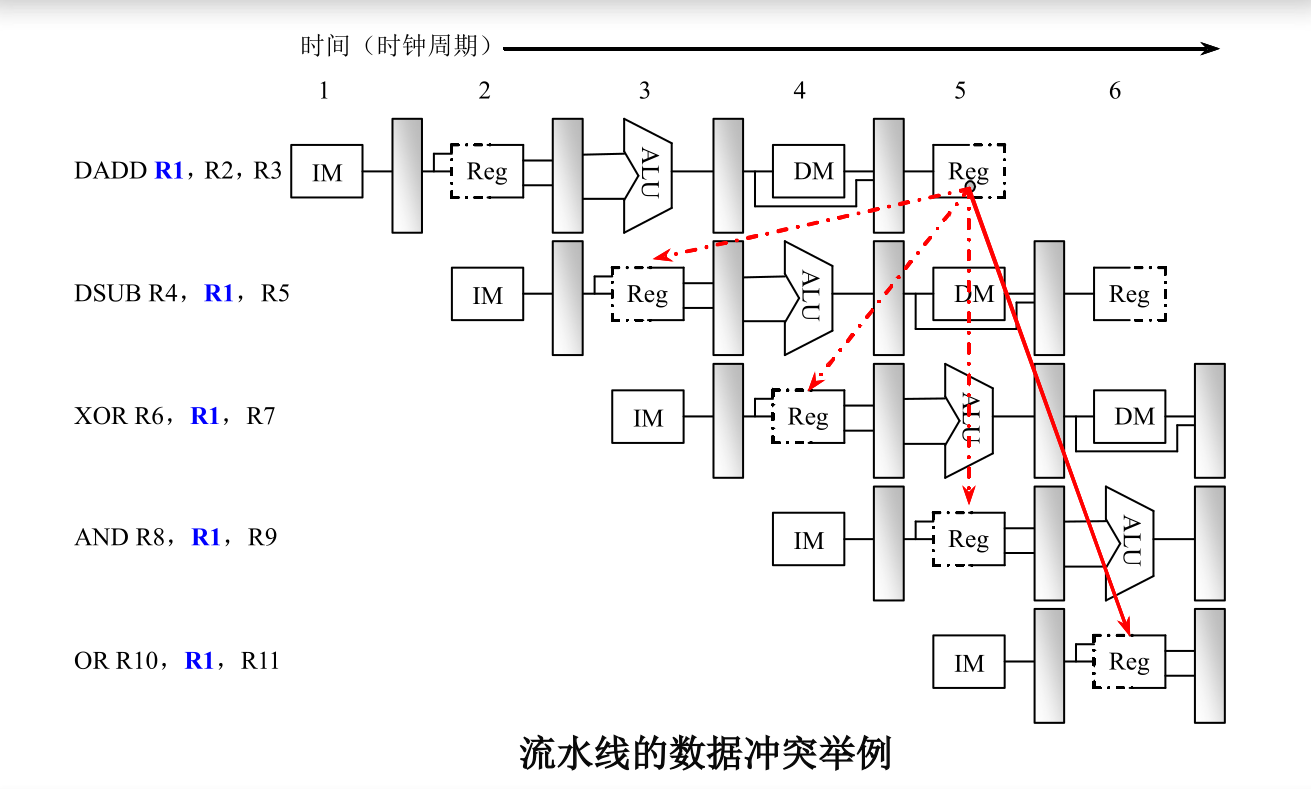 时间（时钟周期）
1 2 3 4 5 6
DADD R1，R2，R3 IM Reg ALU DM Reg
DSUB R4，R1，R5 IM Reg ALU DM Reg
XOR R6，R1，R7 IM Reg ALU DM
AND R8，R1，R9 IM Reg ALU
OR R10，R1，R11 IM Reg
流水线的数据冲突举例